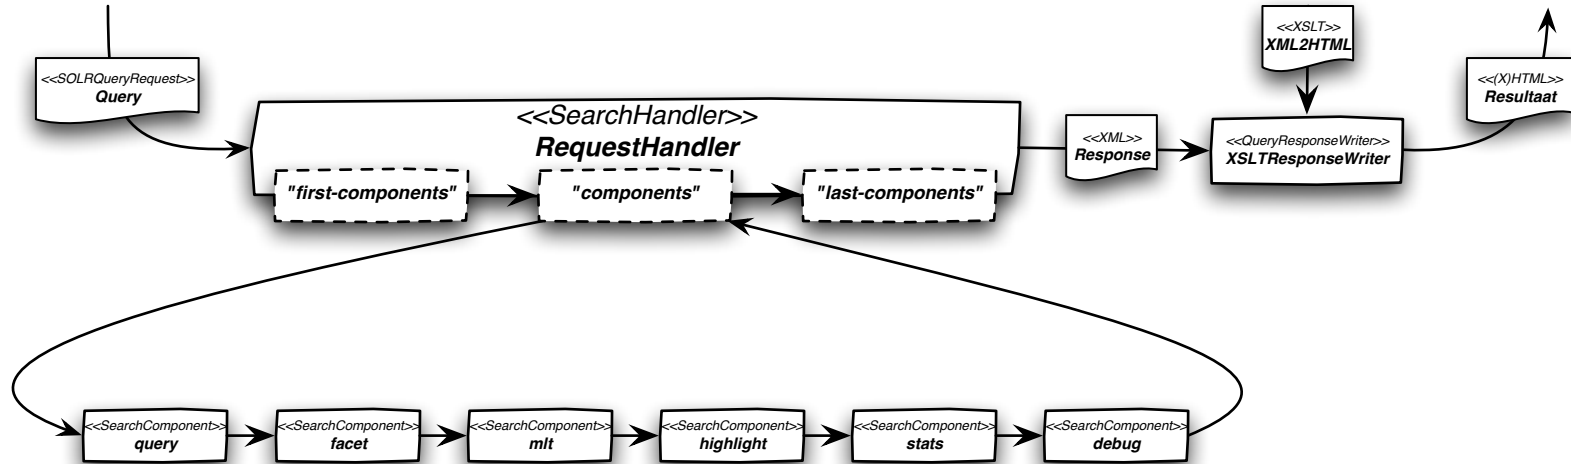 <<SOLRQueryRequest>>
Query
<<SearchHandler>>
RequestHandler
"first-components"
"components"
"last-components"
<<XML>>
Response
<<XSLT>>
XML2HTML
<<QueryResponseWriter>>
XSLTResponseWriter
<<(X)HTML>>
Resultaat
<<SearchComponent>>
query
<<SearchComponent>>
facet
<<SearchComponent>>
mlt
<<SearchComponent>>
highlight
<<SearchComponent>>
stats
<<SearchComponent>>
debug